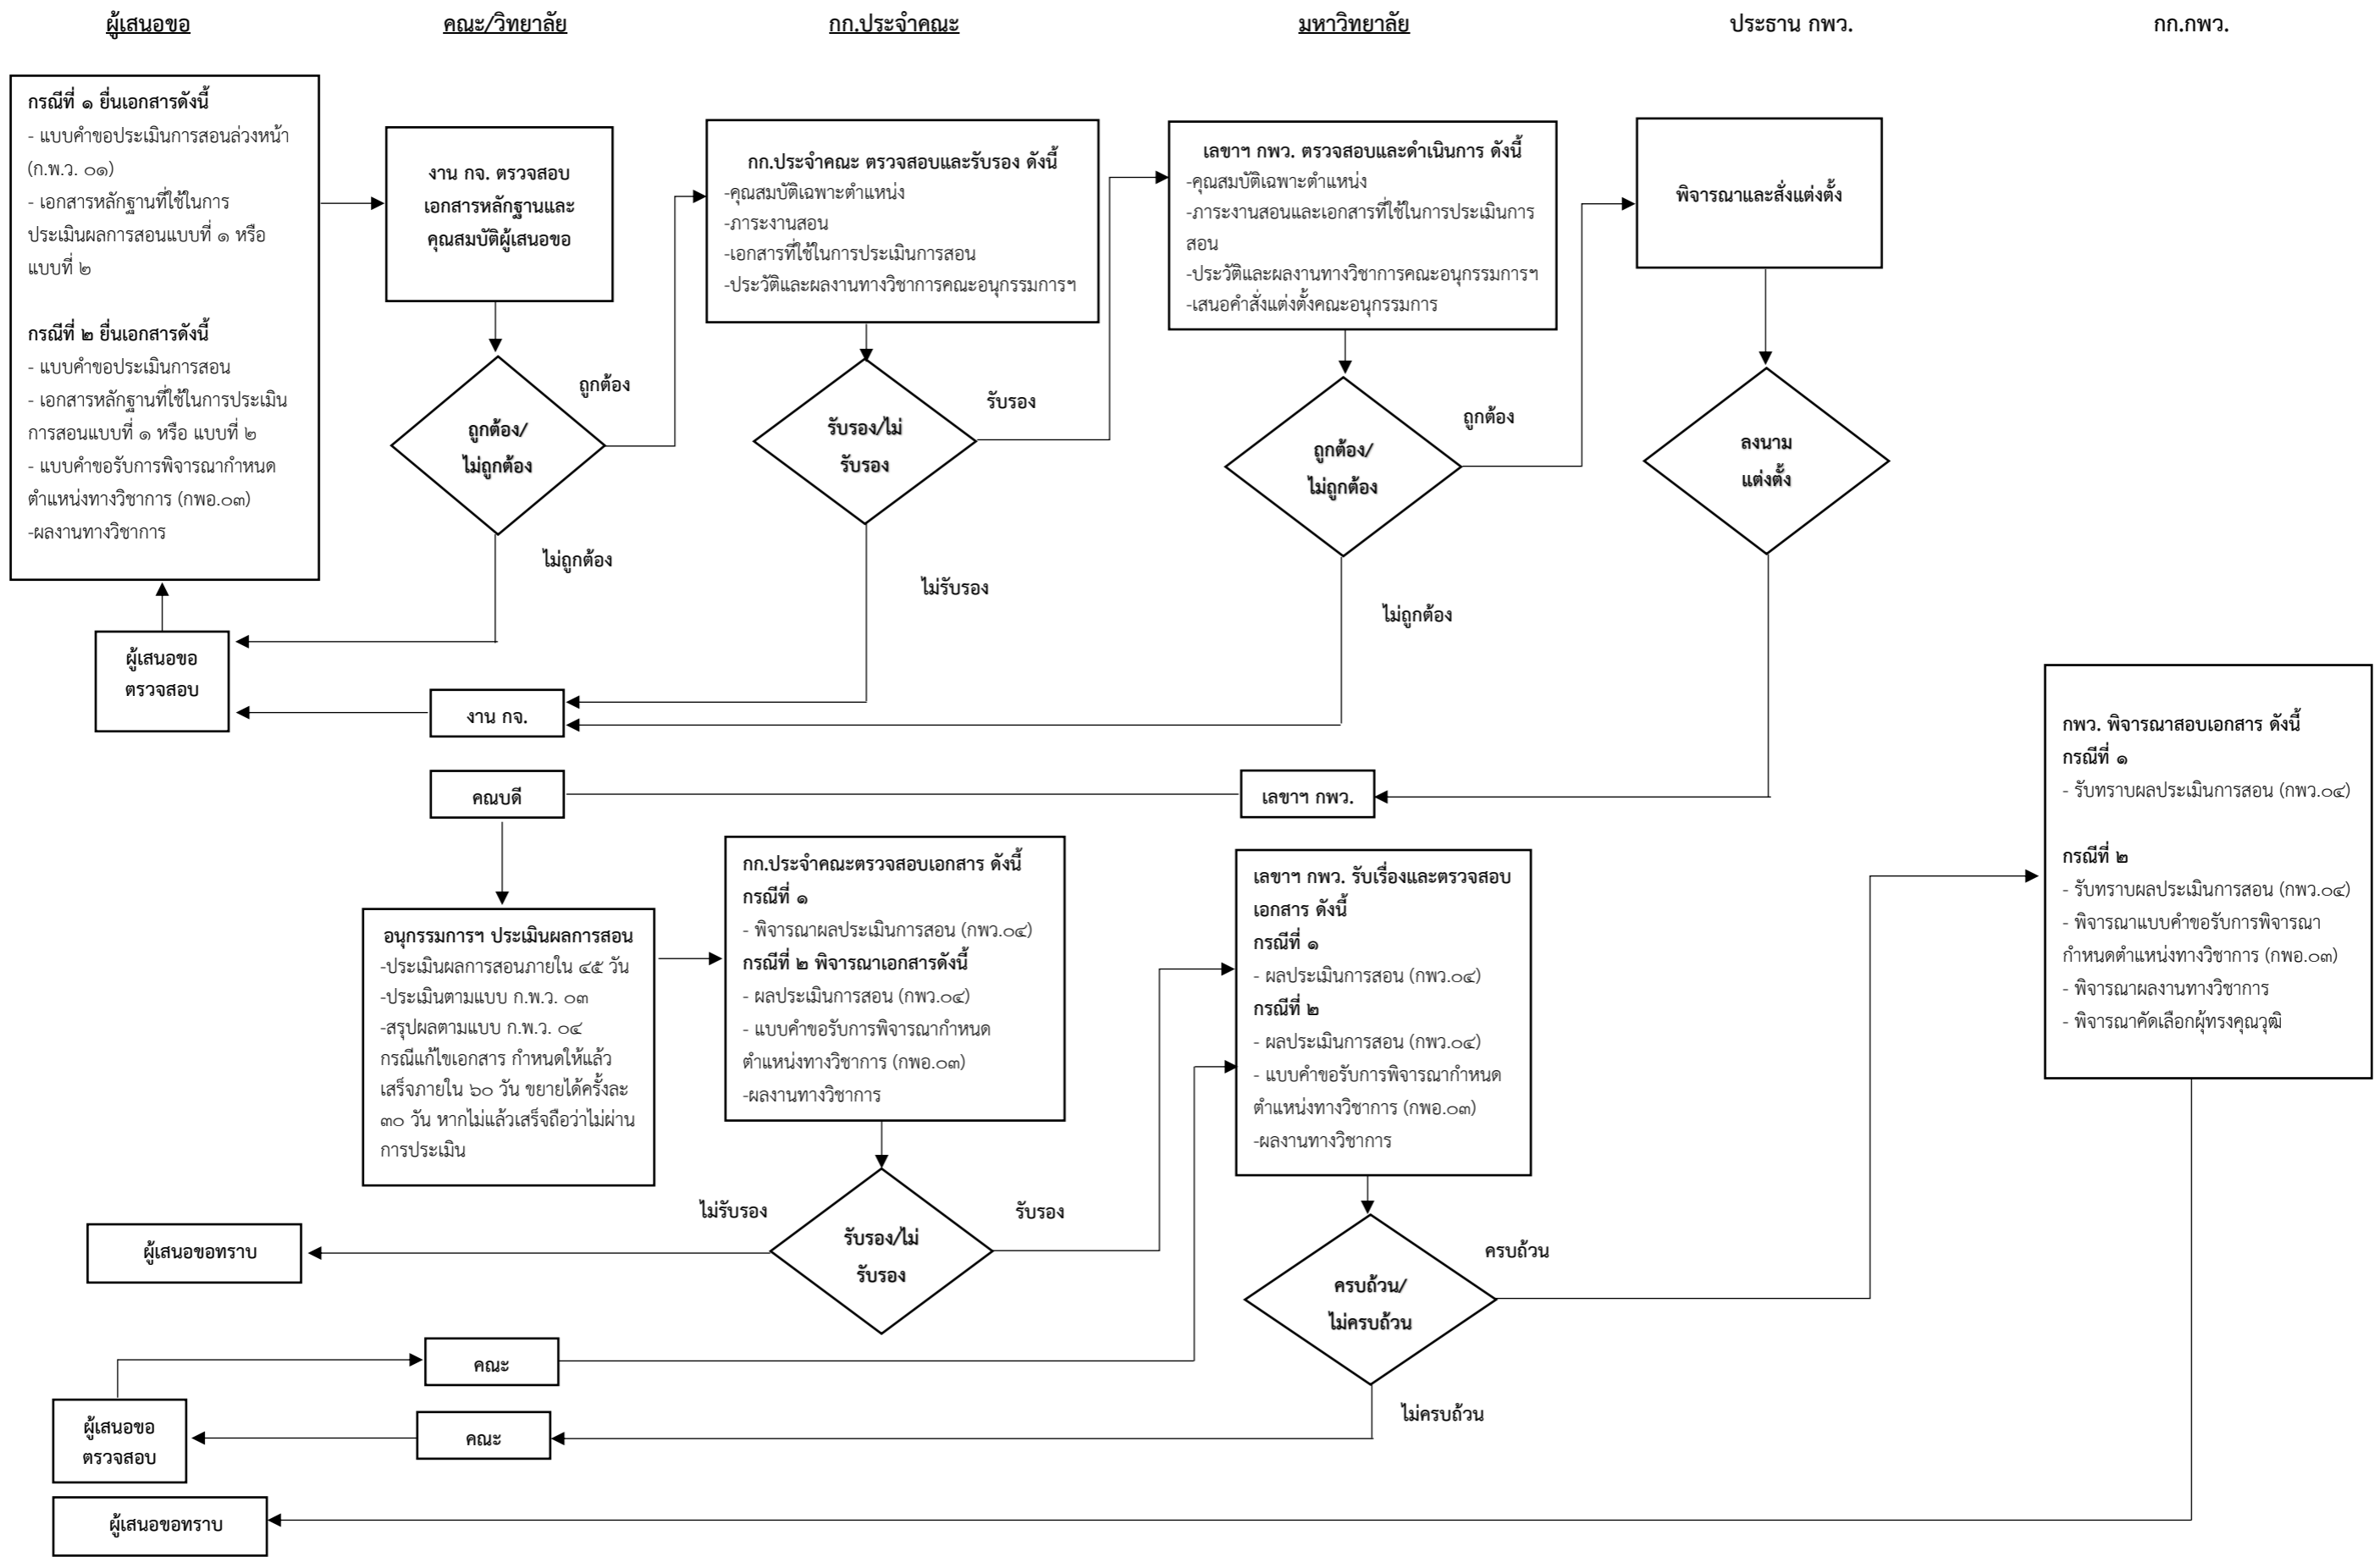 ผู้เสนอขอ
คณะ/วิทยาลัย
กก.ประจำคณะ
มหาวิทยาลัย
ประธาน กพว.
กก.กพว.
กรณีที่ ๑ ยื่นเอกสารดังนี้
- แบบคำขอประเมินการสอนล่วงหน้า
(ก.พ.ว. ๐๑)
- เอกสารหลักฐานที่ใช้ในการ
ประเมินผลการสอนแบบที่ ๑ หรือ
แบบที่ ๒
กรณีที่ ๒ ยื่นเอกสารดังนี้
- แบบคำขอประเมินการสอน
- เอกสารหลักฐานที่ใช้ในการประเมิน
การสอนแบบที่ ๑ หรือ แบบที่ ๒
- แบบคำขอรับการพิจารณากำหนด
ตำแหน่งทางวิชาการ (กพอ.๐๓)
-ผลงานทางวิชาการ
งาน กจ. ตรวจสอบ
เอกสารหลักฐานและ
คุณสมบัติผู้เสนอขอ
กก.ประจำคณะ ตรวจสอบและรับรอง ดังนี้
-คุณสมบัติเฉพาะตำแหน่ง
-ภาระงานสอน
-เอกสารที่ใช้ในการประเมินการสอน
-ประวัติและผลงานทางวิชาการคณะอนุกรรมการฯ
เลขาฯ กพว. ตรวจสอบและดำเนินการ ดังนี้
-คุณสมบัติเฉพาะตำแหน่ง
-ภาระงานสอนและเอกสารที่ใช้ในการประเมินการ
สอน
-ประวัติและผลงานทางวิชาการคณะอนุกรรมการฯ
-เสนอคำสั่งแต่งตั้งคณะอนุกรรมการ
พิจารณาและสั่งแต่งตั้ง
ถูกต้อง/
ไม่ถูกต้อง
ถูกต้อง
ไม่ถูกต้อง
รับรอง/ไม่
รับรอง
รับรอง
ไม่รับรอง
ถูกต้อง/
ไม่ถูกต้อง
ถูกต้อง
ไม่ถูกต้อง
ลงนาม
แต่งตั้ง
ผู้เสนอขอ
ตรวจสอบ
งาน กจ.
คณบดี
เลขาฯ กพว.
กพว. พิจารณาสอบเอกสาร ดังนี้
กรณีที่ ๑
- รับทราบผลประเมินการสอน (กพว.๐๔)
กรณีที่ ๒
- รับทราบผลประเมินการสอน (กพว.๐๔)
- พิจารณาแบบคำขอรับการพิจารณา
กำหนดตำแหน่งทางวิชาการ (กพอ.๐๓)
- พิจารณาผลงานทางวิชาการ
- พิจารณาคัดเลือกผู้ทรงคุณวุฒิ
อนุกรรมการฯ ประเมินผลการสอน
-ประเมินผลการสอนภายใน ๔๕ วัน
-ประเมินตามแบบ ก.พ.ว. ๐๓
-สรุปผลตามแบบ ก.พ.ว. ๐๔
กรณีแก้ไขเอกสาร กำหนดให้แล้ว
เสร็จภายใน ๖๐ วัน ขยายได้ครั้งละ
๓๐ วัน หากไม่แล้วเสร็จถือว่าไม่ผ่าน
การประเมิน
กก.ประจำคณะตรวจสอบเอกสาร ดังนี้
กรณีที่ ๑
- พิจารณาผลประเมินการสอน (กพว.๐๔)
กรณีที่ ๒ พิจารณาเอกสารดังนี้
- ผลประเมินการสอน (กพว.๐๔)
- แบบคำขอรับการพิจารณากำหนด
ตำแหน่งทางวิชาการ (กพอ.๐๓)
-ผลงานทางวิชาการ
เลขาฯ กพว. รับเรื่องและตรวจสอบ
เอกสาร ดังนี้
กรณีที่ ๑
- ผลประเมินการสอน (กพว.๐๔)
กรณีที่ ๒
- ผลประเมินการสอน (กพว.๐๔)
- แบบคำขอรับการพิจารณากำหนด
ตำแหน่งทางวิชาการ (กพอ.๐๓)
-ผลงานทางวิชาการ
ไม่รับรอง
รับรอง/ไม่
รับรอง
รับรอง
ผู้เสนอขอทราบ
ครบถ้วน/
ไม่ครบถ้วน
ครบถ้วน
ไม่ครบถ้วน
คณะ
ผู้เสนอขอ
ตรวจสอบ
คณะ
ผู้เสนอขอทราบ